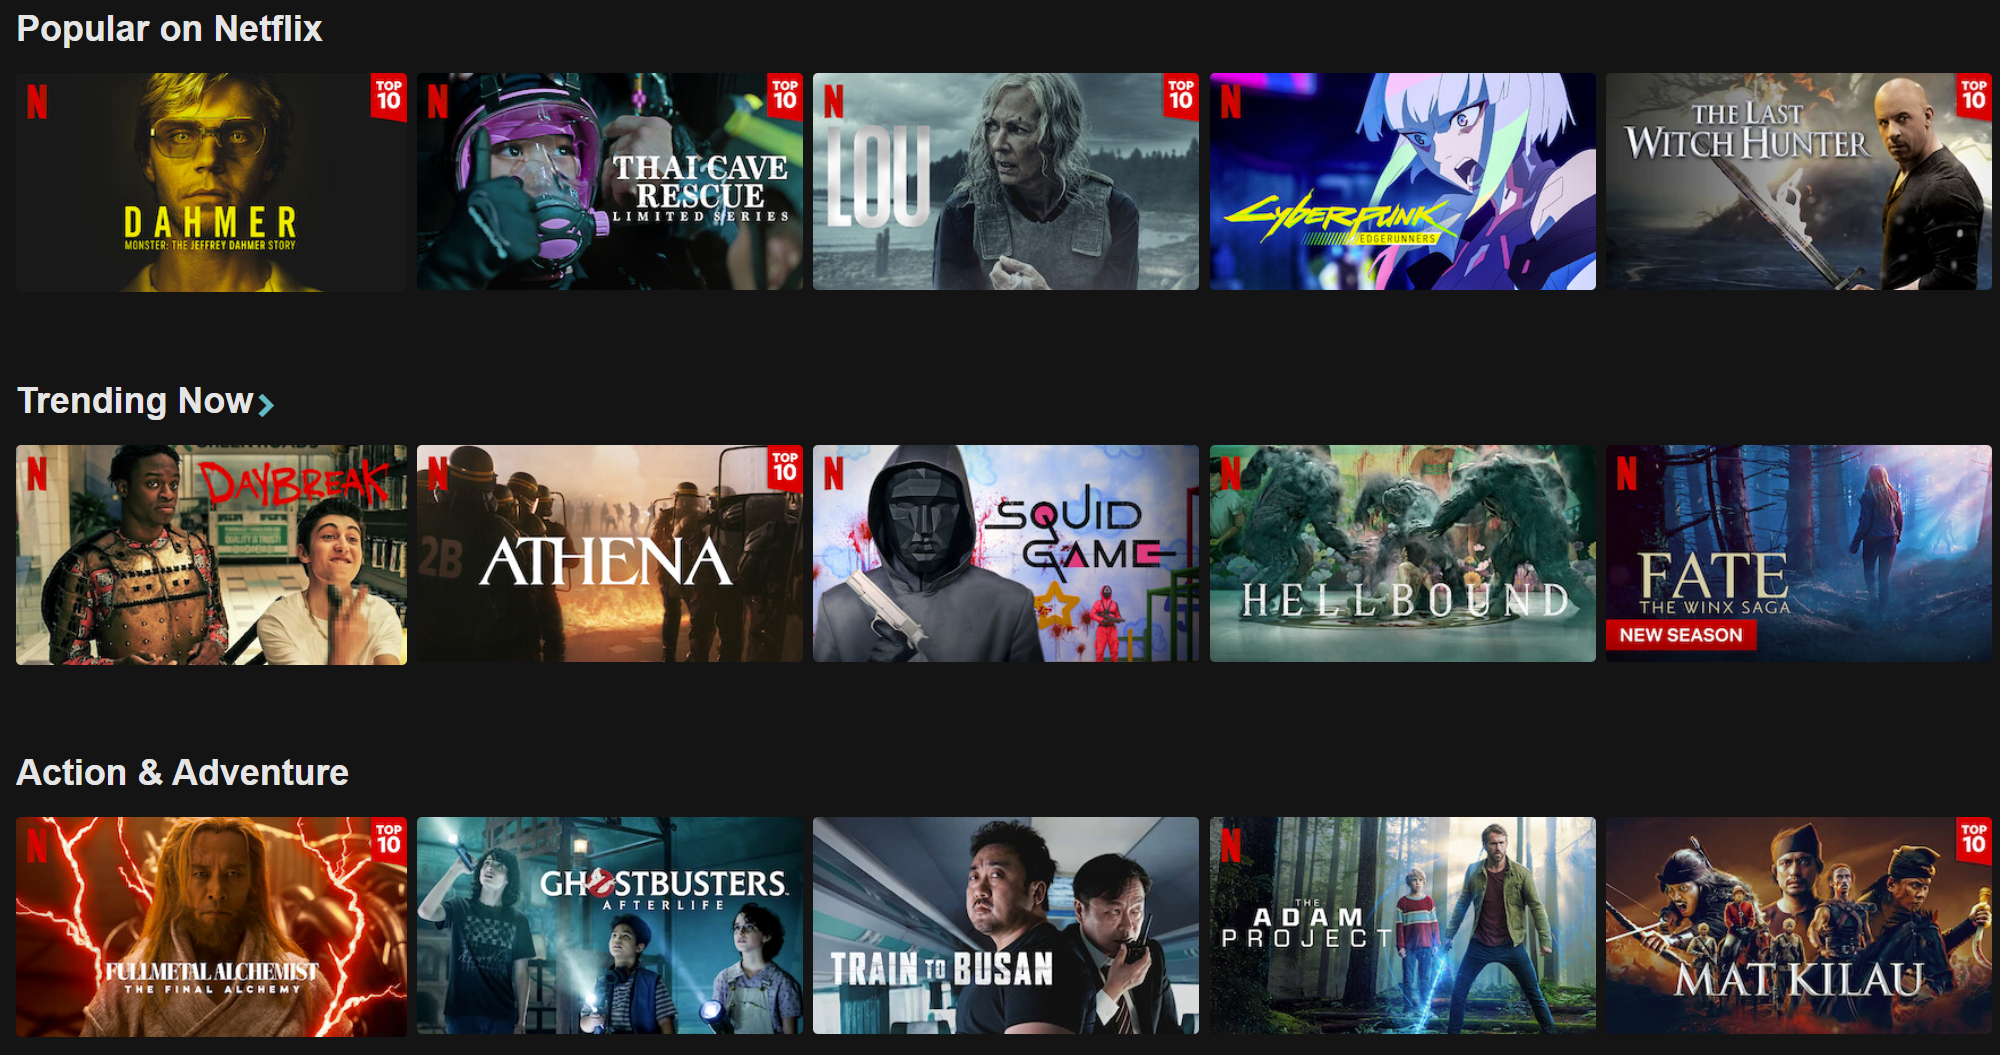 Popular on Netflix
N
TOP
10
DAHMER
MONSTER: THE JEFFREY DAHMER STORY
N
TOP
10
THAI CAVE
RESCUE
LIMITED SERIES
N
TOP
10
LOU
N
CYBERPUNK
EDGERUNNERS
TOP
10
THE LAST
WITCH HUNTER
Trending Now
N
DAYBREAK
QUALITY & TRUST!
N
TOP
10
2B
ATHENA
N
SQUID
GAME
N
HELLBOUND
N
FATE
THE WINX SAGA
NEW SEASON
Action & Adventure
N
TOP
10
FULLMETAL ALCHEMIST
THE FINAL ALCHEMY
GHOSTBUSTERS
AFTERLIFE
TRAIN TO BUSAN
N
THE
ADAM
PROJECT
TOP
10
MAT KILAU